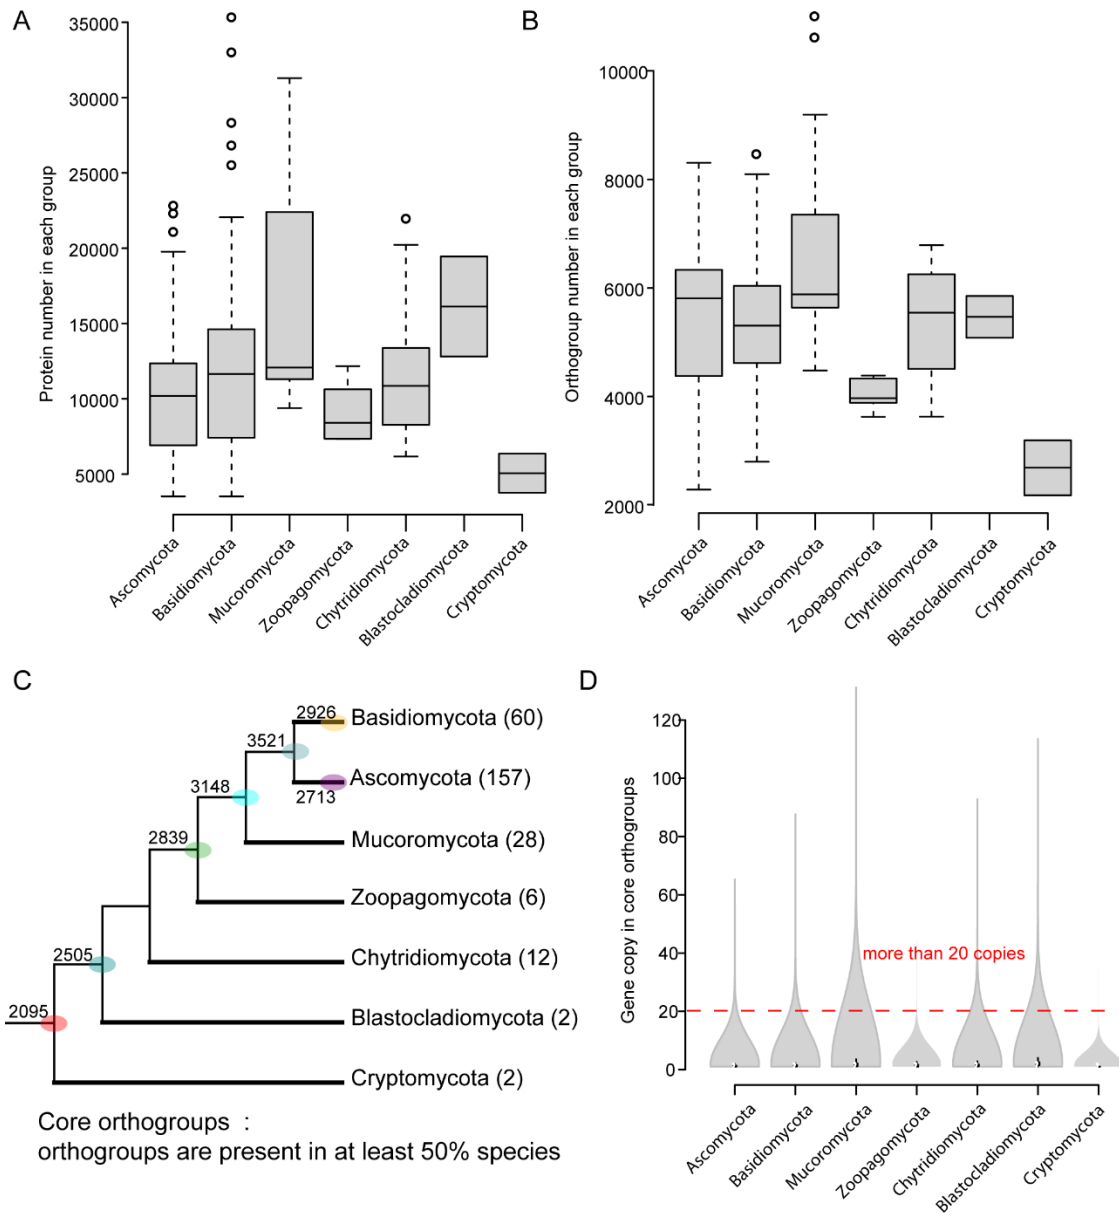 A
Protein number in each group
35000
30000
25000
20000
15000
10000
5000
Ascomycota
Basidiomycota
Mucoromycota
Zoopagomycota
Chytridiomycota
Blastocladiomycota
Cryptomycota
B
Orthogroup number in each group
10000
8000
6000
4000
2000
Ascomycota
Basidiomycota
Mucoromycota
Zoopagomycota
Chytridiomycota
Blastocladiomycota
Cryptomycota
C
2926
Basidiomycota (60)
3521
Ascomycota (157)
2713
3148
Mucoromycota (28)
2839
Zoopagomycota (6)
Chytridiomycota (12)
2505
Blastocladiomycota (2)
2095
Cryptomycota (2)
Core orthogroups :
orthogroups are present in at least 50% species
D
Gene copy in core orthogroups
120
100
80
60
40
20
0
more than 20 copies
Ascomycota
Basidiomycota
Mucoromycota
Zoopagomycota
Chytridiomycota
Blastocladiomycota
Cryptomycota